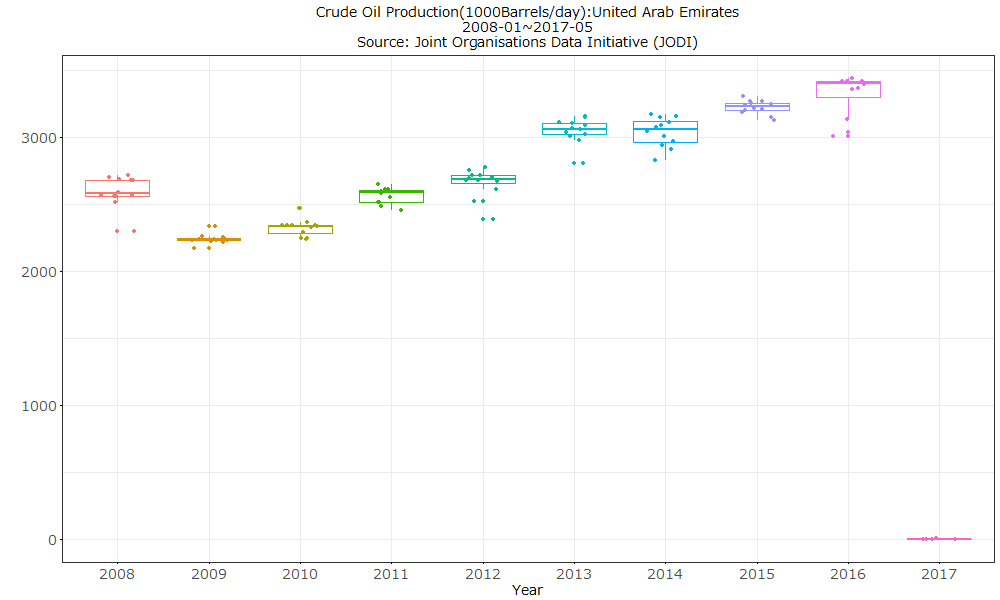 Crude Oil Production(1000Barrels/day):United Arab Emirates
2008-01~2017-05
Source: Joint Organisations Data Initiative (JODI)
3000
2000
1000
0
2008 2009 2010 2011 2012 2013 2014 2015 2016 2017
Year